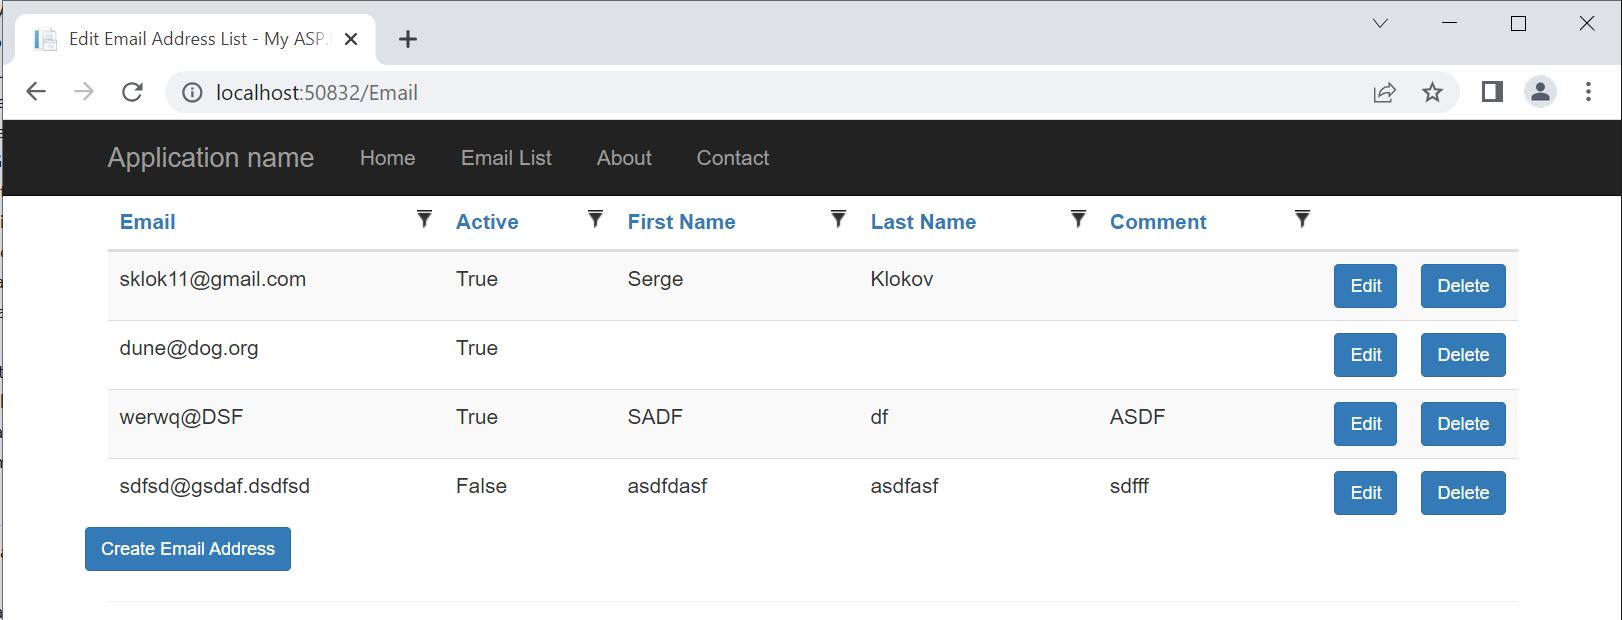 Edit Email Address List - My ASP.
localhost:50832/Email
Application name Home Email List About Contact
Email Active First Name Last Name Comment
sklok11@gmail.com True Serge Klokov Edit Delete
dune@dog.org True Edit Delete
werwq@DSF True SADF df ASDF Edit Delete
sdfsd@gsdaf.dsdfsd False asdfdasf asdfasf sdfff Edit Delete
Create Email Address